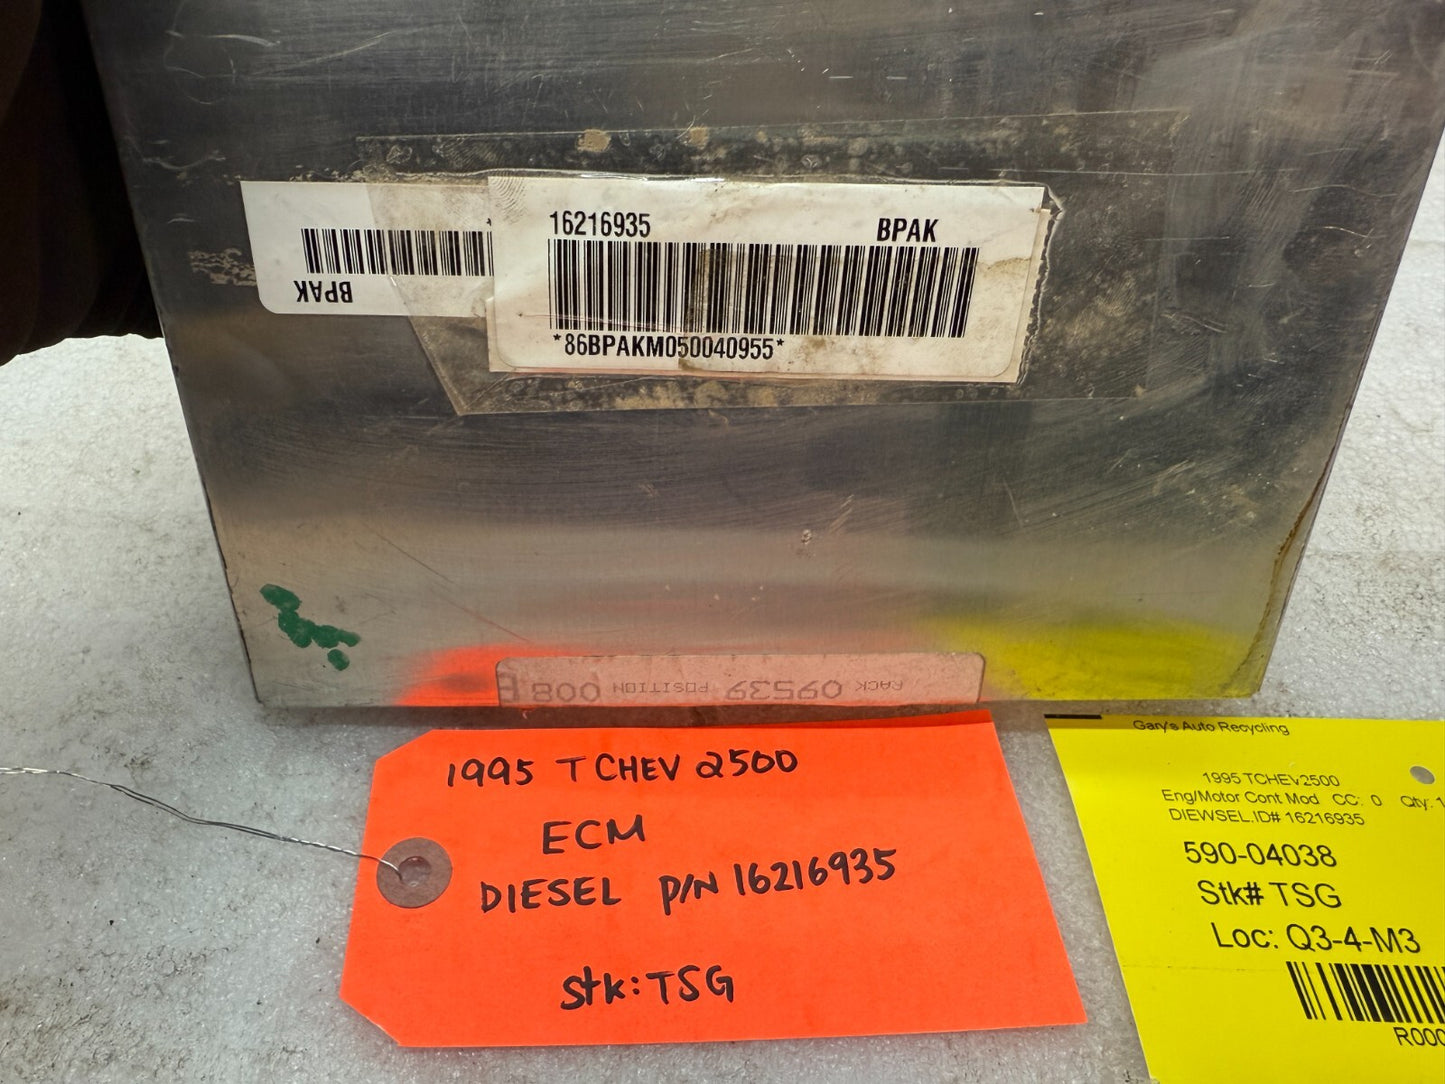 16216935 BPAK
*86BPAKM050040955*
BPAK
RACK 09539 POSITION 008
1995 T CHEV 2500
ECM
DIESEL P/N 16216935
Stk: TSG
Gary's Auto Recycling
1995 TCHEV2500
Eng/Motor Cont Mod CC: 0 Qty: 1
DIEWSEL.ID# 16216935
590-04038
Stk# TSG
Loc: Q3-4-M3